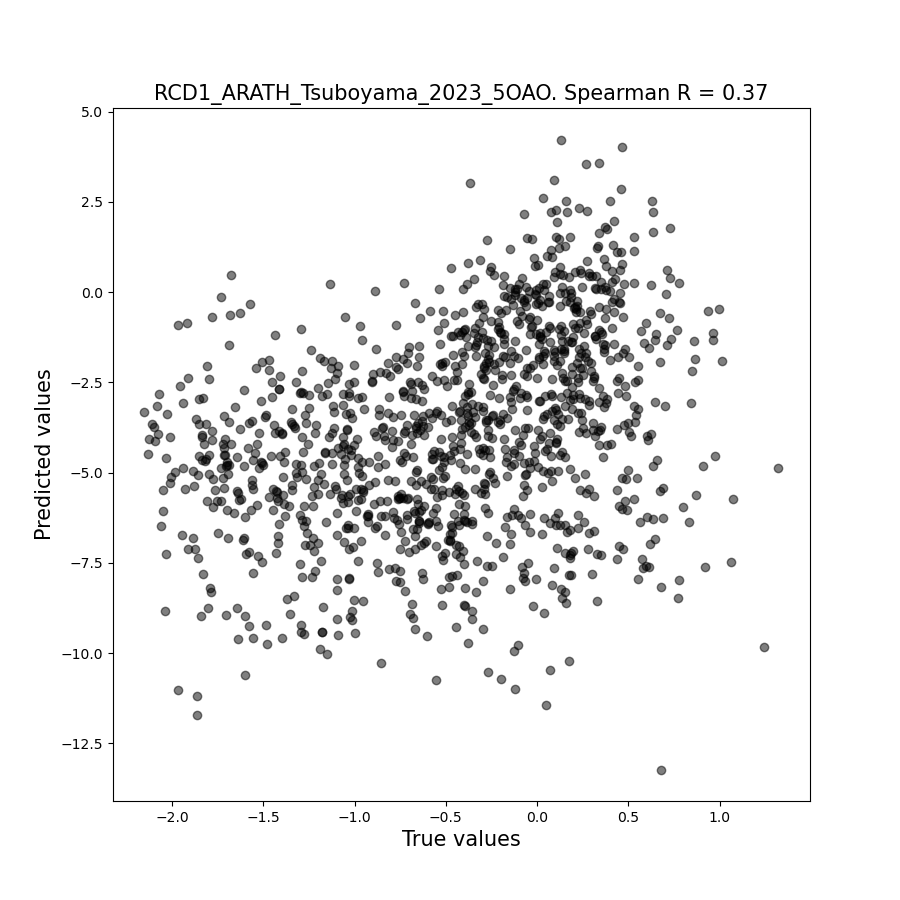 RCD1_ARATH_Tsuboyama_2023_5OAO. Spearman R = 0.37
5.0
2.5
0.0
−2.5
−5.0
−7.5
−10.0
−12.5
Predicted values
−2.0 −1.5 −1.0 −0.5 0.0 0.5 1.0
True values